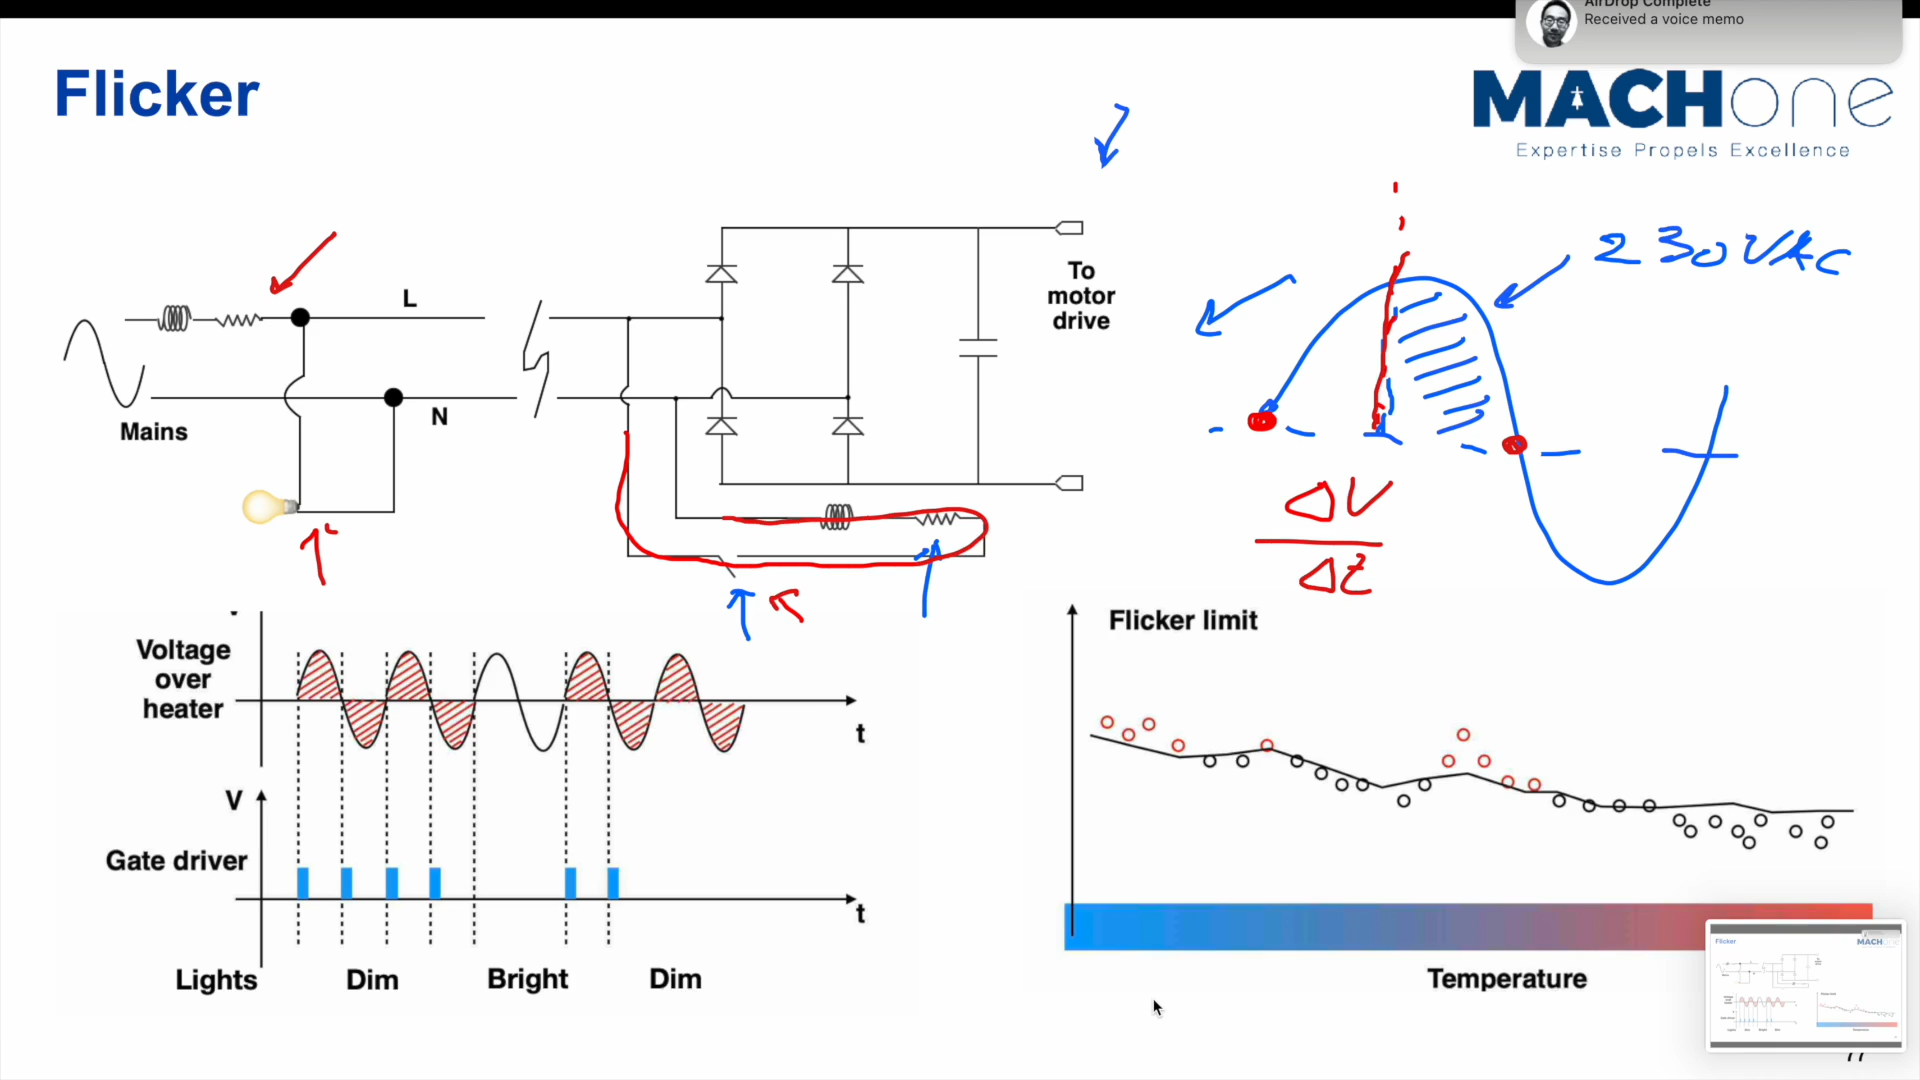 AirDrop Complete
Received a voice memo
Flicker
MACHone
Expertise Propels Excellence
230VAC
L
To
motor
drive
N
Mains
ΔV
Δt
Voltage
over
heater
t
V
Gate driver
t
Lights
Dim
Bright
Dim
Flicker limit
Temperature
77